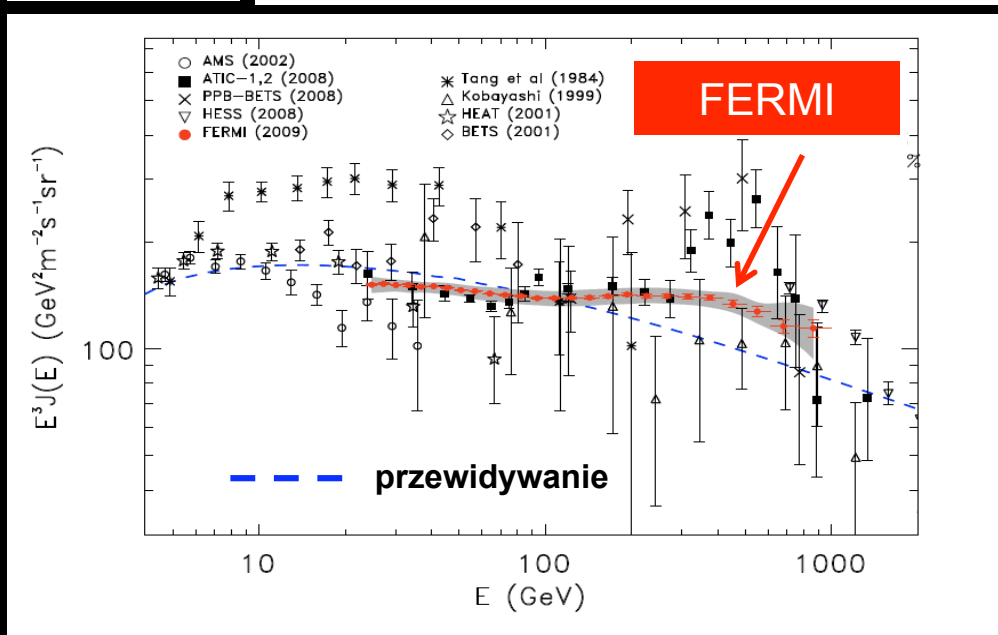 ○ AMS (2002)
■ ATIC-1,2 (2008)
× PPB-BETS (2008)
▽ HESS (2008)
● FERMI (2009)
✳ Tang et al (1984)
△ Kobayashi (1999)
☆ HEAT (2001)
◇ BETS (2001)
FERMI
%
E³J(E) (GeV²m⁻²s⁻¹sr⁻¹)
100
przewidywanie
10 100 1000
E (GeV)